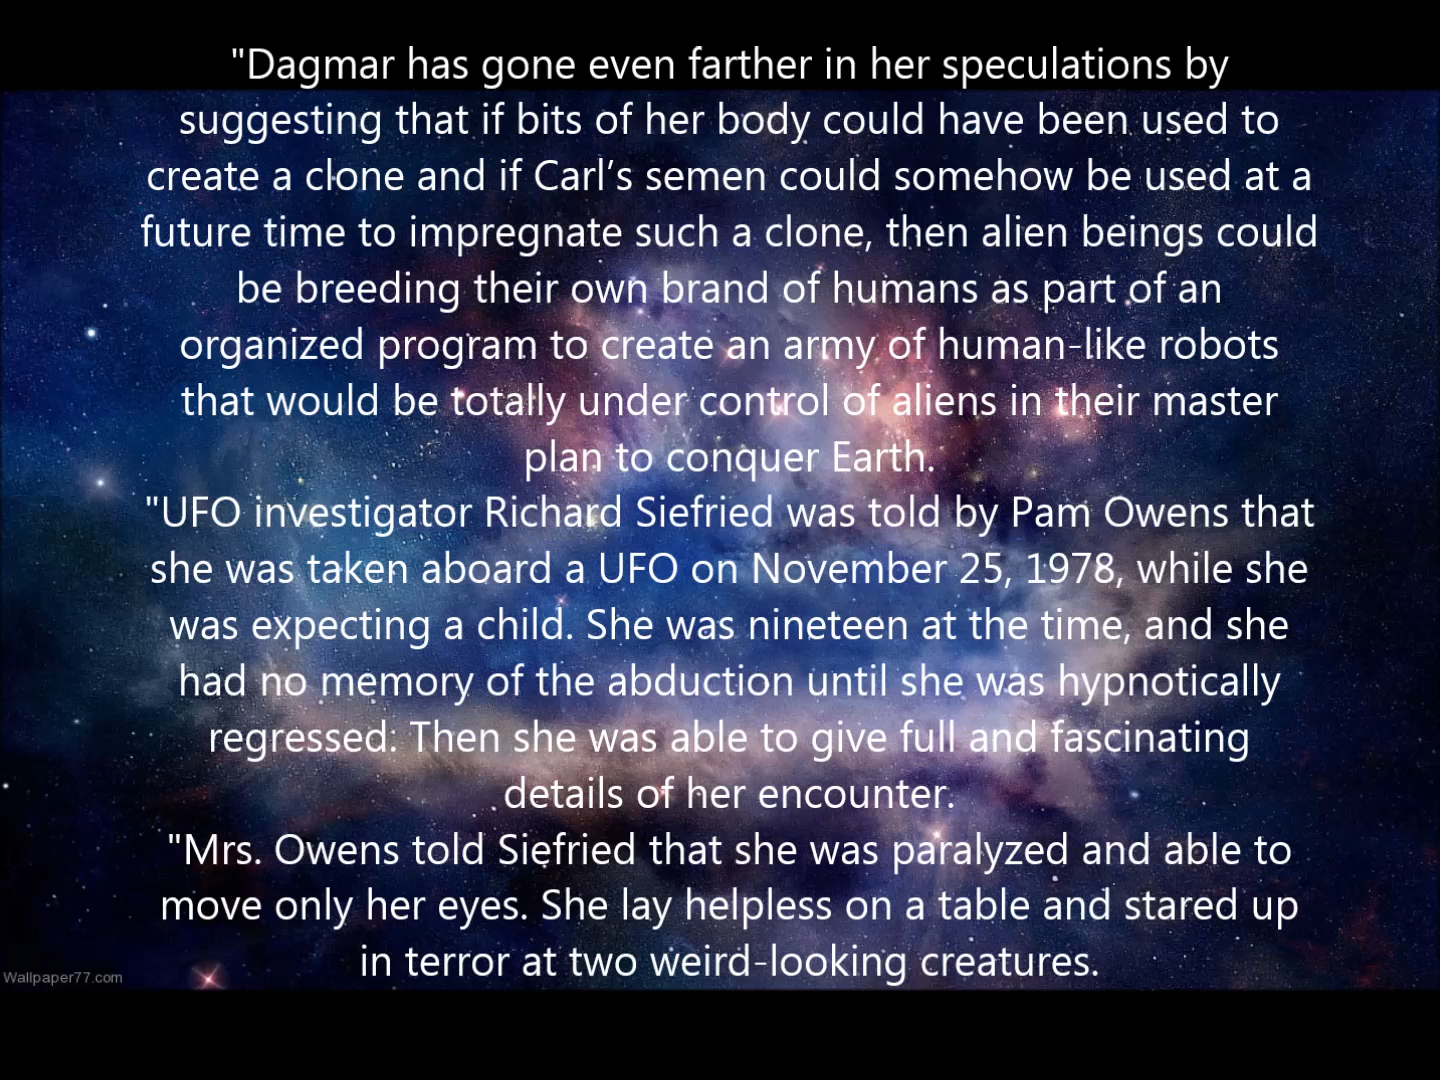 "Dagmar has gone even farther in her speculations by
suggesting that if bits of her body could have been used to
create a clone and if Carl’s semen could somehow be used at a
future time to impregnate such a clone, then alien beings could
be breeding their own brand of humans as part of an
organized program to create an army of human-like robots
that would be totally under control of aliens in their master
plan to conquer Earth.
"UFO investigator Richard Siefried was told by Pam Owens that
she was taken aboard a UFO on November 25, 1978, while she
was expecting a child. She was nineteen at the time, and she
had no memory of the abduction until she was hypnotically
regressed. Then she was able to give full and fascinating
details of her encounter.
"Mrs. Owens told Siefried that she was paralyzed and able to
move only her eyes. She lay helpless on a table and stared up
in terror at two weird-looking creatures.
Wallpaper77.com